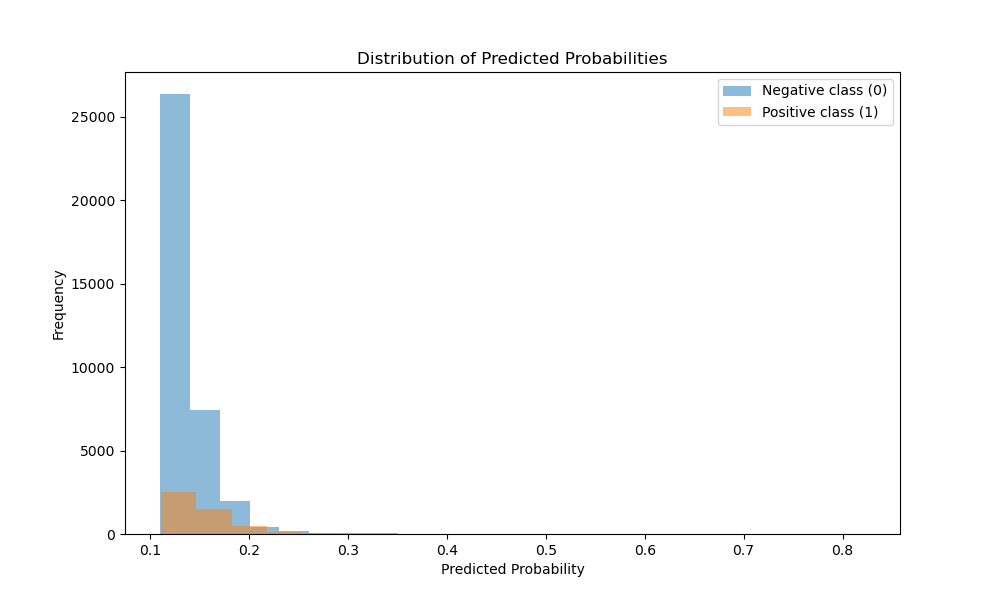 Distribution of Predicted Probabilities
Negative class (0)
Positive class (1)
25000
20000
15000
10000
5000
0
Frequency
0.1 0.2 0.3 0.4 0.5 0.6 0.7 0.8
Predicted Probability